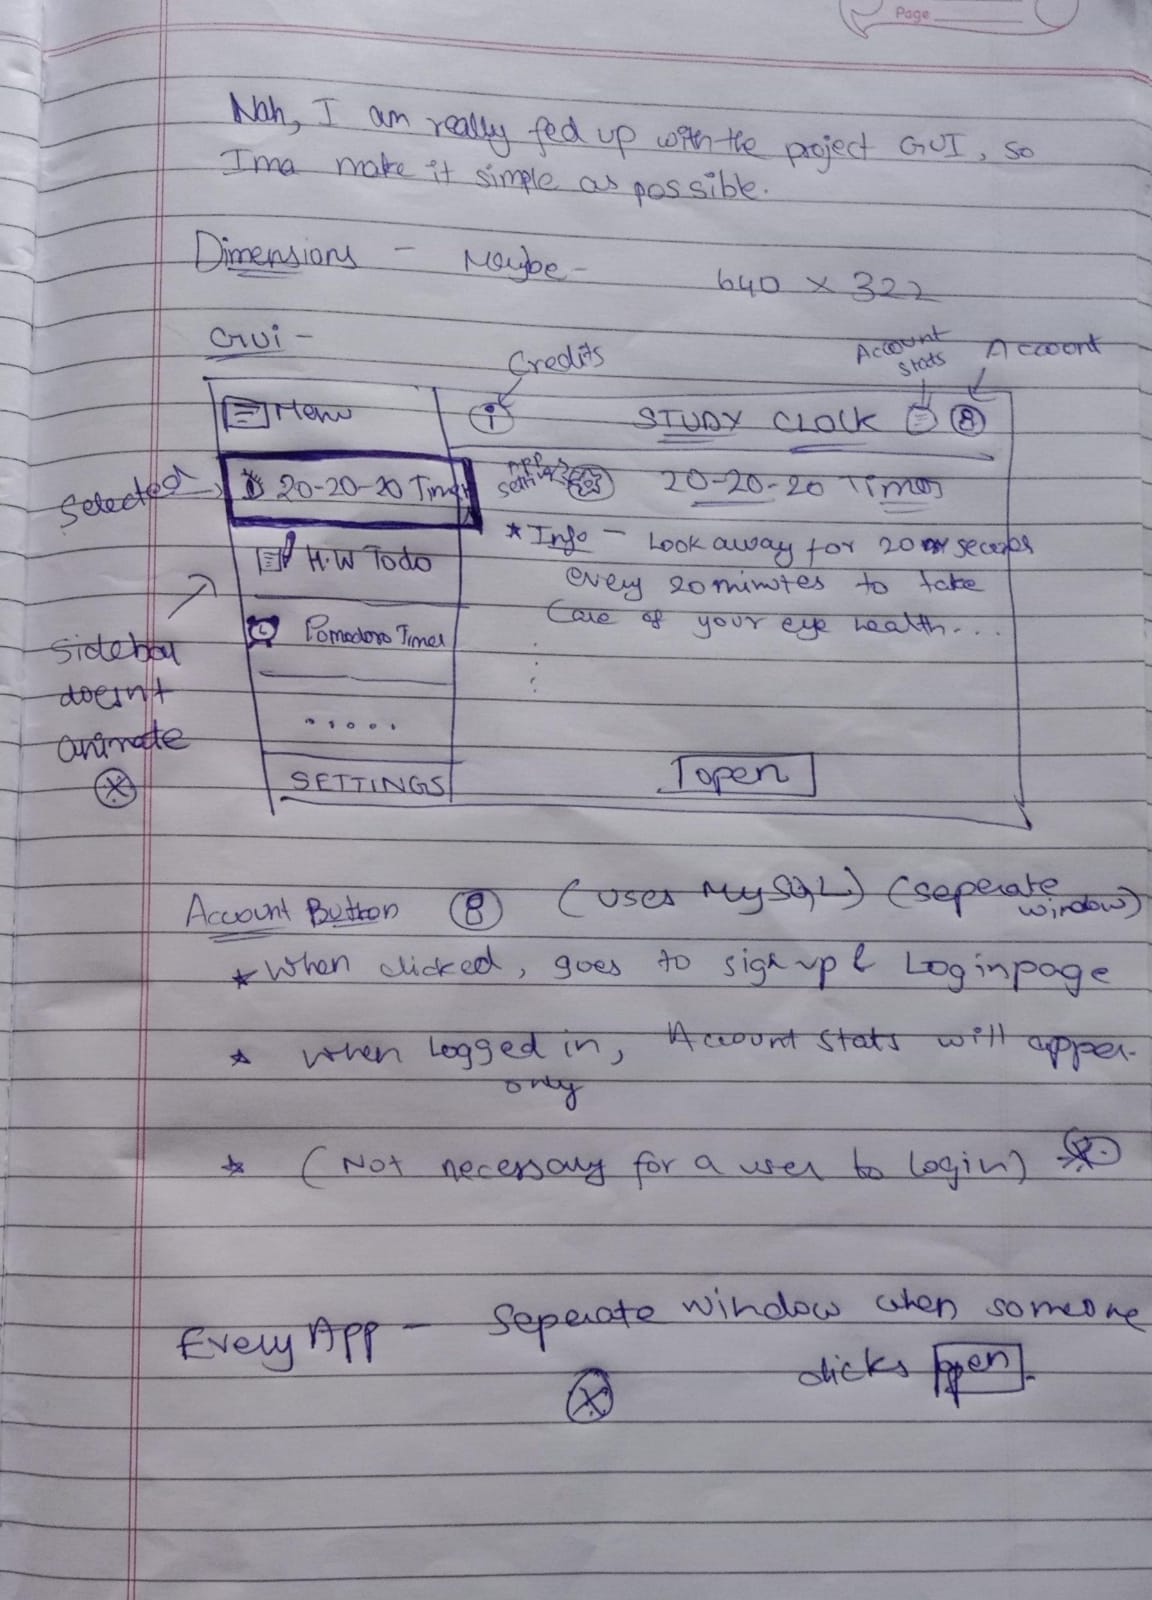 Page
Nah, I am really fed up with the project GUI, so
Ima make it simple as possible.
Dimensions - Maybe - 640 x 322
GUI -
Credits
Account stats
Account
Menu
i
STUDY CLOCK
Selected
20-20-20 Timer
App settings
20-20-20 Timer
* Info - Look away for 20 seconds
every 20 minutes to take
Care of your eye health....
H.W Todo
Pomodoro Timer
Sidebar
doesnt
animate
.....
SETTINGS
open
Account Button (uses MySQL) (seperate window)
* When clicked, goes to sign up & Login page
* When Logged in, Account stats will apper.
only
* (Not necessary for a user to login)
Every App - Seperate window when someone
clicks open.